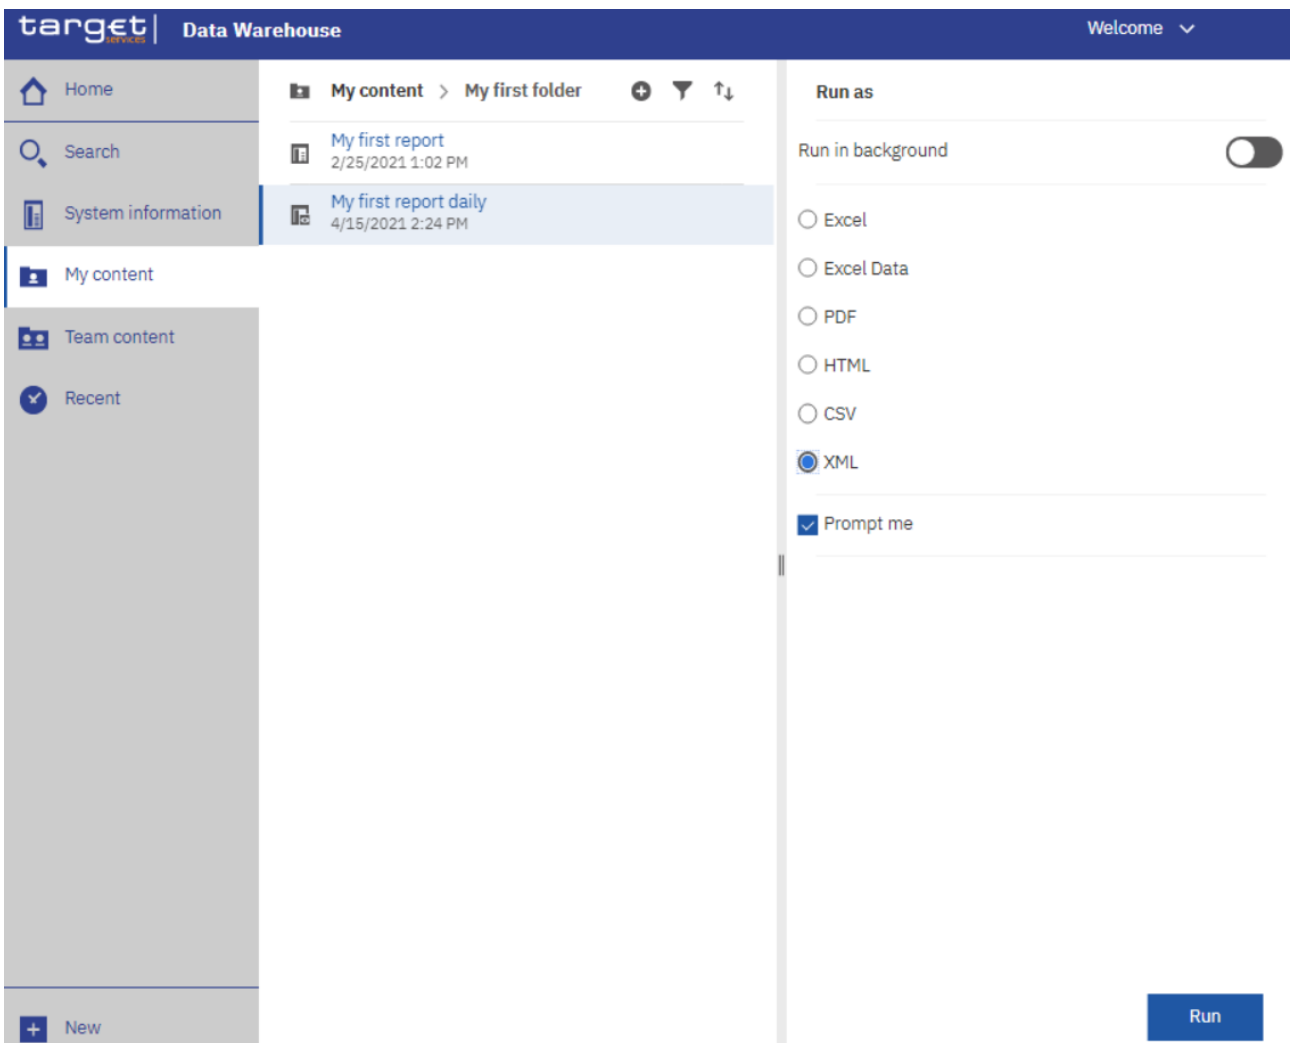 target services | Data Warehouse
Welcome
Home
Search
System information
My content
Team content
Recent
New
My content > My first folder
My first report
2/25/2021 1:02 PM
My first report daily
4/15/2021 2:24 PM
Run as
Run in background
Excel
Excel Data
PDF
HTML
CSV
XML
Prompt me
Run